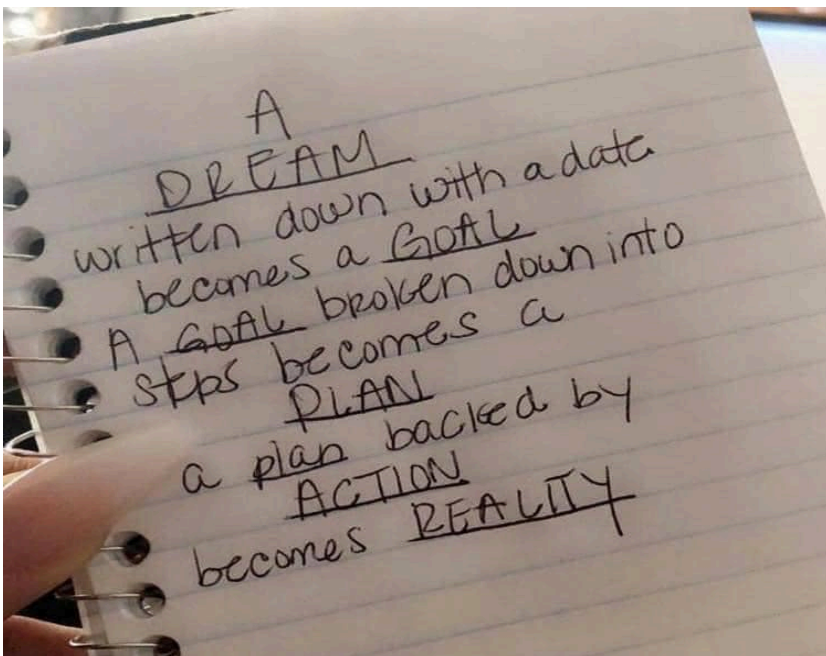 A
DREAM
written down with a date
becomes a GOAL
A GOAL broken down into
steps becomes a
PLAN
a plan backed by
ACTION
becomes REALITY